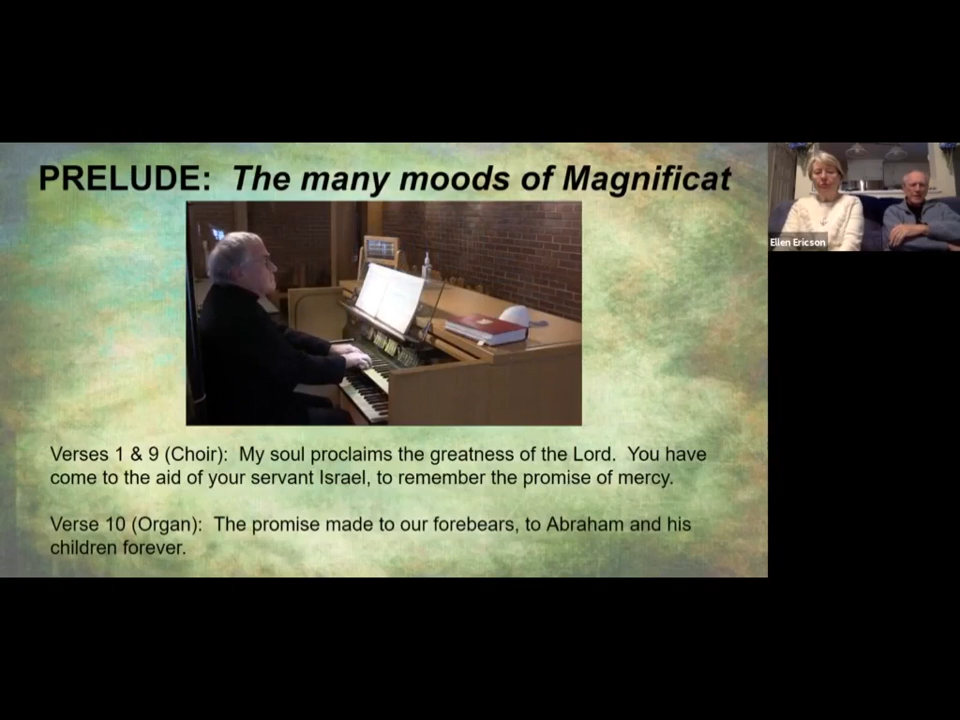 PRELUDE: The many moods of Magnificat
Ellen Ericson
Verses 1 & 9 (Choir): My soul proclaims the greatness of the Lord. You have
come to the aid of your servant Israel, to remember the promise of mercy.
Verse 10 (Organ): The promise made to our forebears, to Abraham and his
children forever.